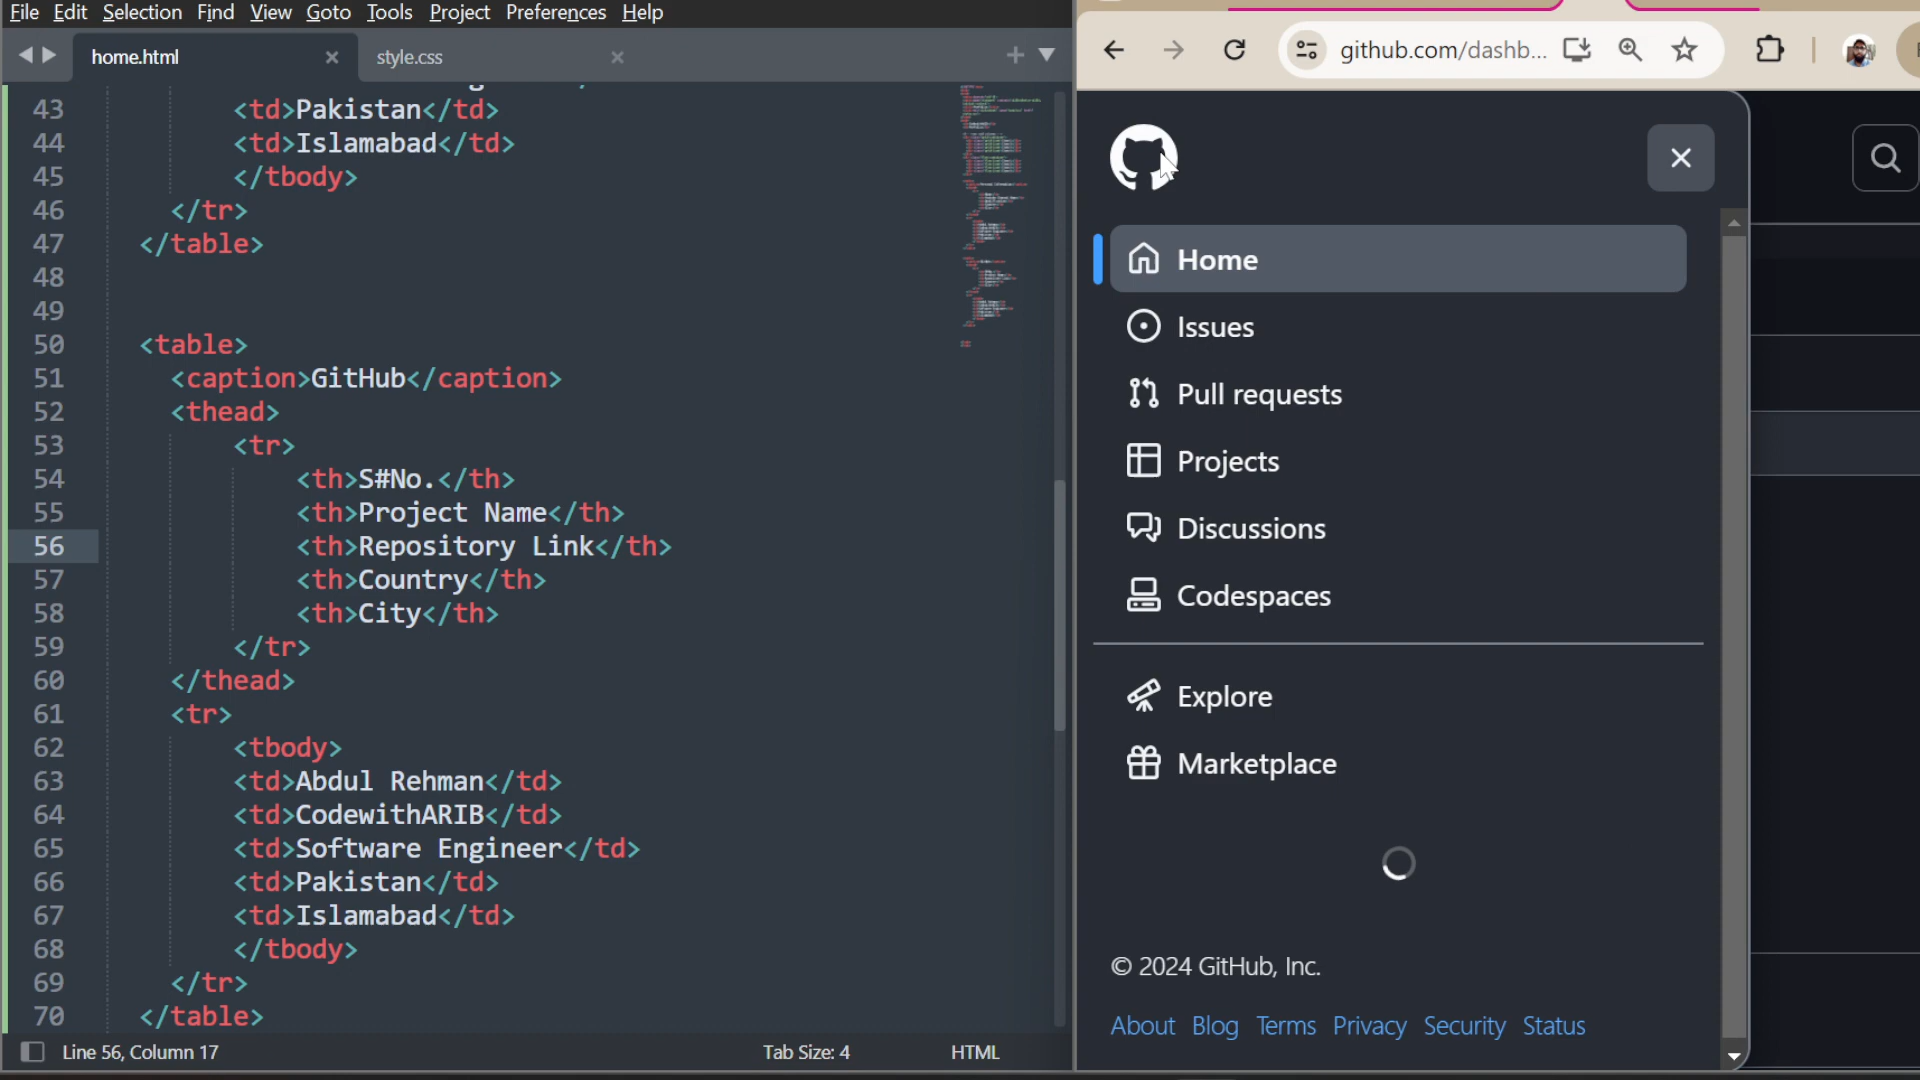 File Edit Selection Find View Goto Tools Project Preferences Help
home.html
style.css
43 <td>Pakistan</td>
44 <td>Islamabad</td>
45 </tbody>
46 </tr>
47 </table>
48
49
50 <table>
51 <caption>GitHub</caption>
52 <thead>
53 <tr>
54 <th>S#No.</th>
55 <th>Project Name</th>
56 <th>Repository Link</th>
57 <th>Country</th>
58 <th>City</th>
59 </tr>
60 </thead>
61 <tr>
62 <tbody>
63 <td>Abdul Rehman</td>
64 <td>CodewithARIB</td>
65 <td>Software Engineer</td>
66 <td>Pakistan</td>
67 <td>Islamabad</td>
68 </tbody>
69 </tr>
70 </table>
Line 56, Column 17
Tab Size: 4
HTML
github.com/dashb...
Home
Issues
Pull requests
Projects
Discussions
Codespaces
Explore
Marketplace
© 2024 GitHub, Inc.
About Blog Terms Privacy Security Status